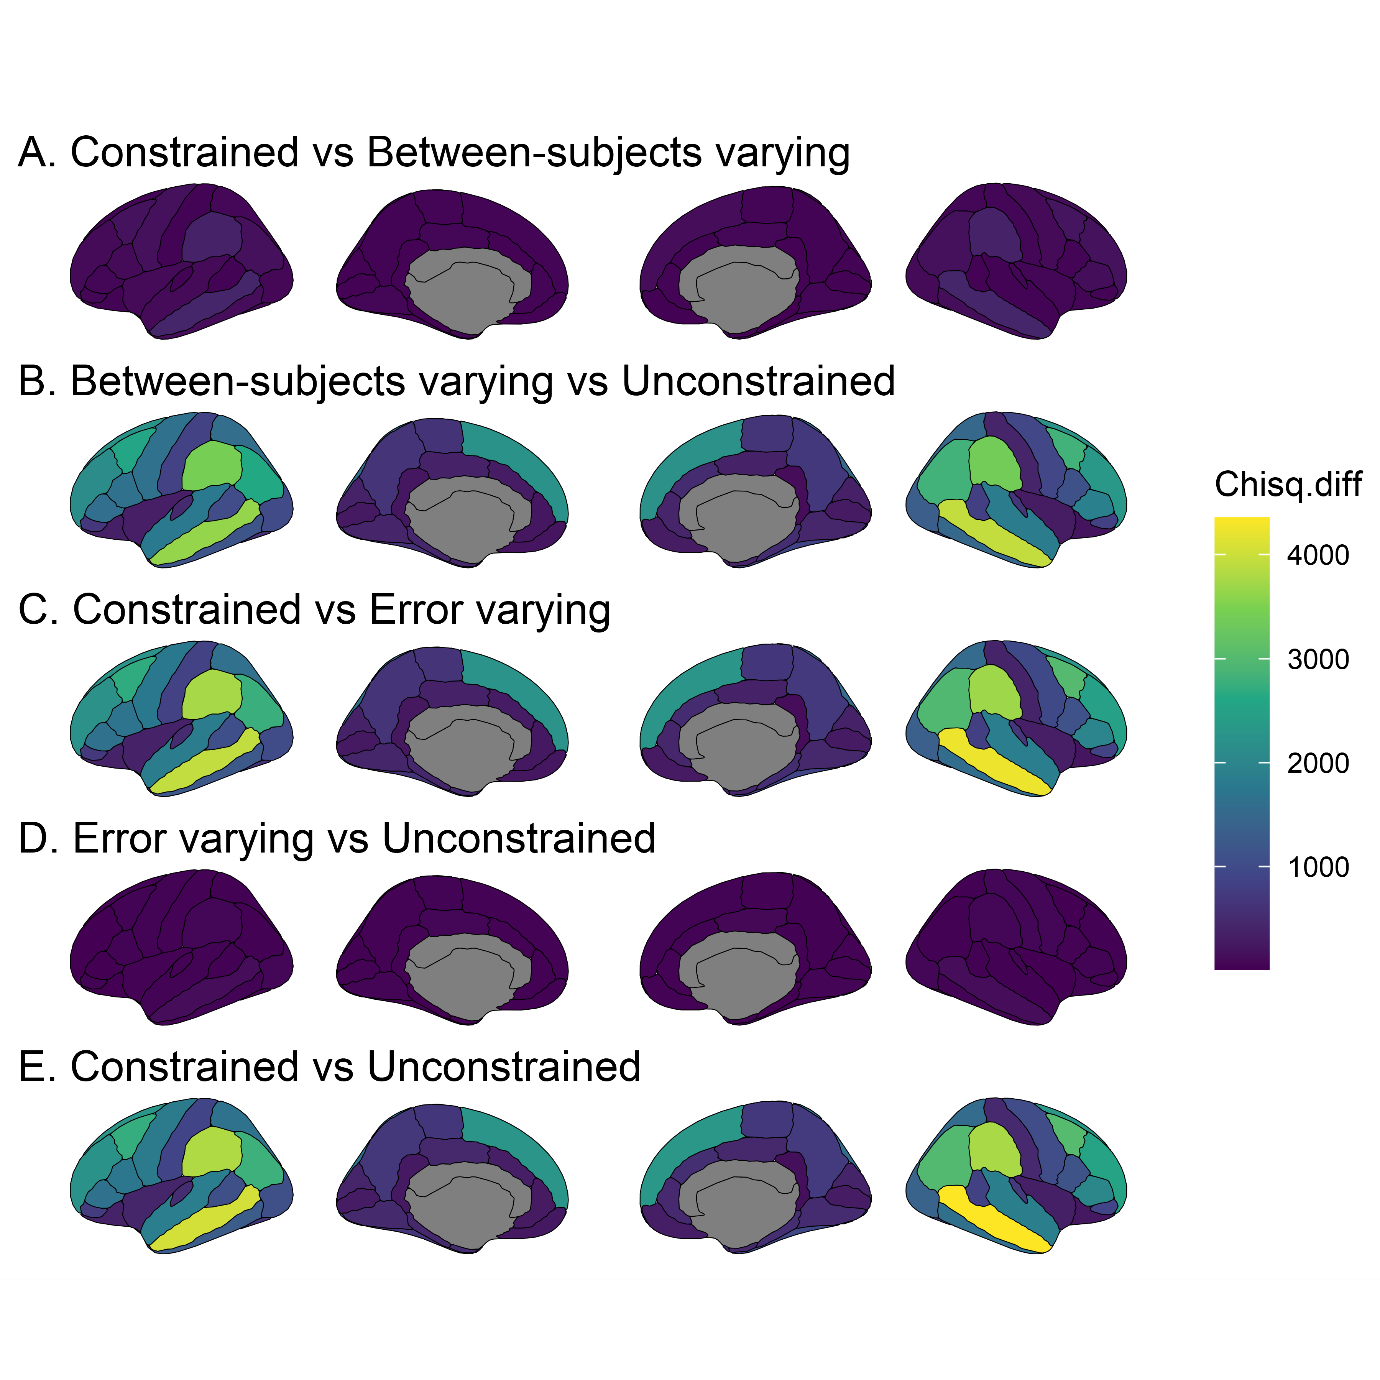 A. Constrained vs Between-subjects varying
B. Between-subjects varying vs Unconstrained
C. Constrained vs Error varying
D. Error varying vs Unconstrained
E. Constrained vs Unconstrained
Chisq.diff
4000
3000
2000
1000